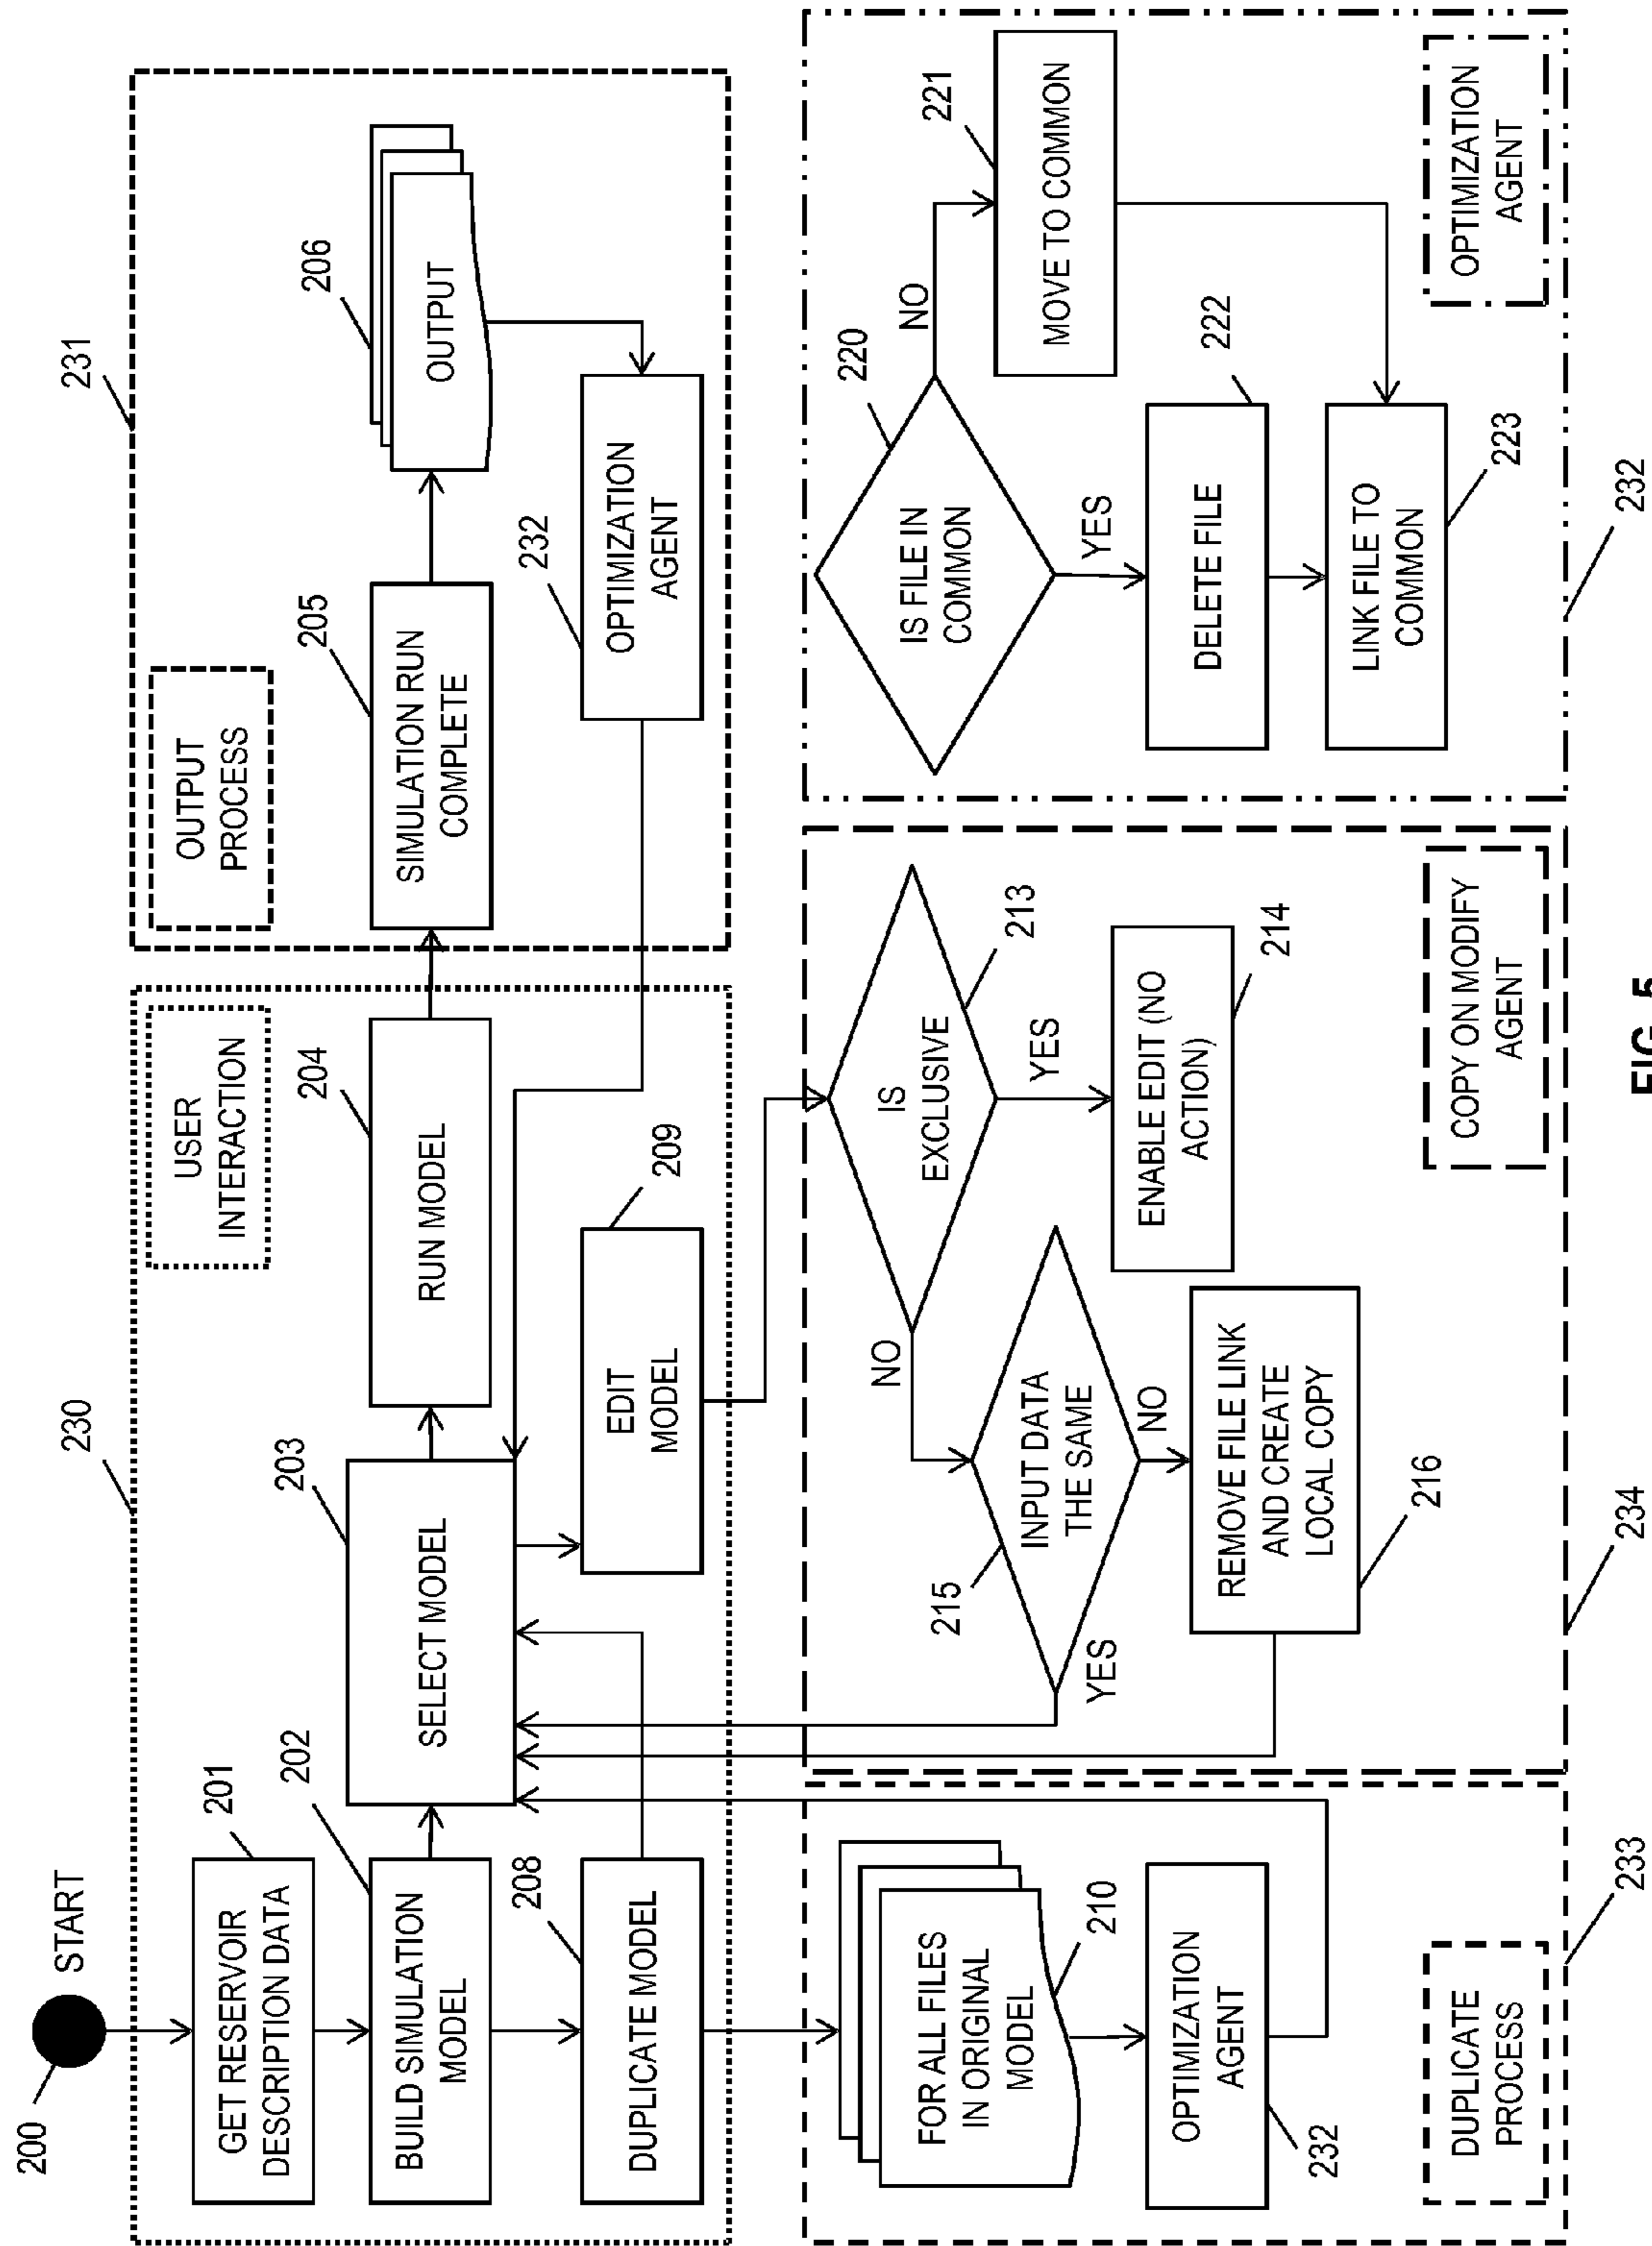 200
START
230
USER
INTERACTION
201
GET RESERVOIR
DESCRIPTION DATA
202
BUILD SIMULATION
MODEL
203
SELECT MODEL
204
RUN MODEL
208
DUPLICATE MODEL
209
EDIT
MODEL
231
OUTPUT
PROCESS
205
SIMULATION RUN
COMPLETE
206
OUTPUT
232
OPTIMIZATION
AGENT
FOR ALL FILES
IN ORIGINAL
MODEL
210
OPTIMIZATION
AGENT
232
DUPLICATE
PROCESS
233
IS
EXCLUSIVE
213
YES
NO
ENABLE EDIT (NO
ACTION)
214
215
INPUT DATA
THE SAME
YES
NO
REMOVE FILE LINK
AND CREATE
LOCAL COPY
216
COPY ON MODIFY
AGENT
234
220
IS FILE IN
COMMON
NO
YES
221
MOVE TO COMMON
222
DELETE FILE
LINK FILE TO
COMMON
223
OPTIMIZATION
AGENT
232
FIG. 5